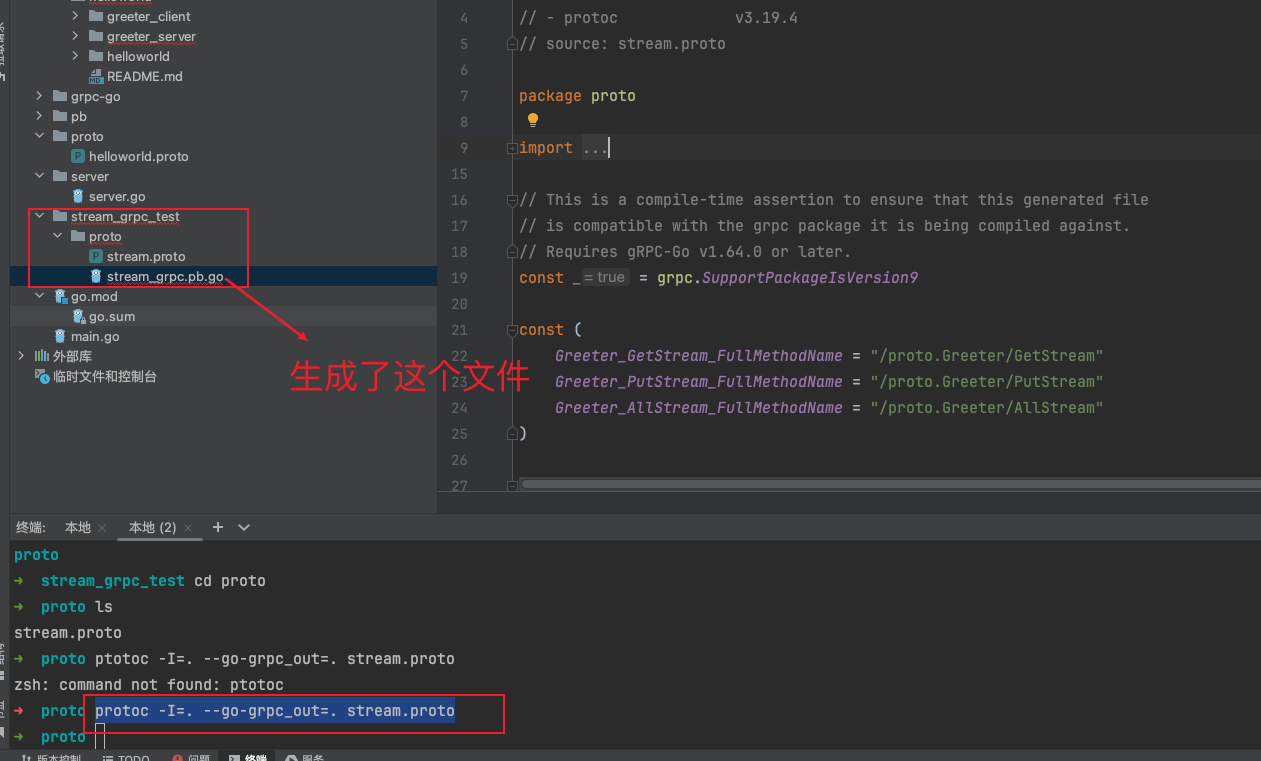 greeter_client
greeter_server
helloworld
README.md
grpc-go
pb
proto
helloworld.proto
server
server.go
stream_grpc_test
proto
stream.proto
stream_grpc.pb.go
go.mod
go.sum
main.go
外部库
临时文件和控制台
生成了这个文件
4 // - protoc v3.19.4
5 // source: stream.proto
6
7 package proto
8
9 import ...
15
16 // This is a compile-time assertion to ensure that this generated file
17 // is compatible with the grpc package it is being compiled against.
18 // Requires gRPC-Go v1.64.0 or later.
19 const _ = true = grpc.SupportPackageIsVersion9
20
21 const (
22 Greeter_GetStream_FullMethodName = "/proto.Greeter/GetStream"
23 Greeter_PutStream_FullMethodName = "/proto.Greeter/PutStream"
24 Greeter_AllStream_FullMethodName = "/proto.Greeter/AllStream"
25 )
26
27
终端: 本地 × 本地 (2) × +
proto
→ stream_grpc_test cd proto
→ proto ls
stream.proto
→ proto ptotoc -I=. --go-grpc_out=. stream.proto
zsh: command not found: ptotoc
→ proto protoc -I=. --go-grpc_out=. stream.proto
→ proto
版本控制 TODO 问题 终端 服务